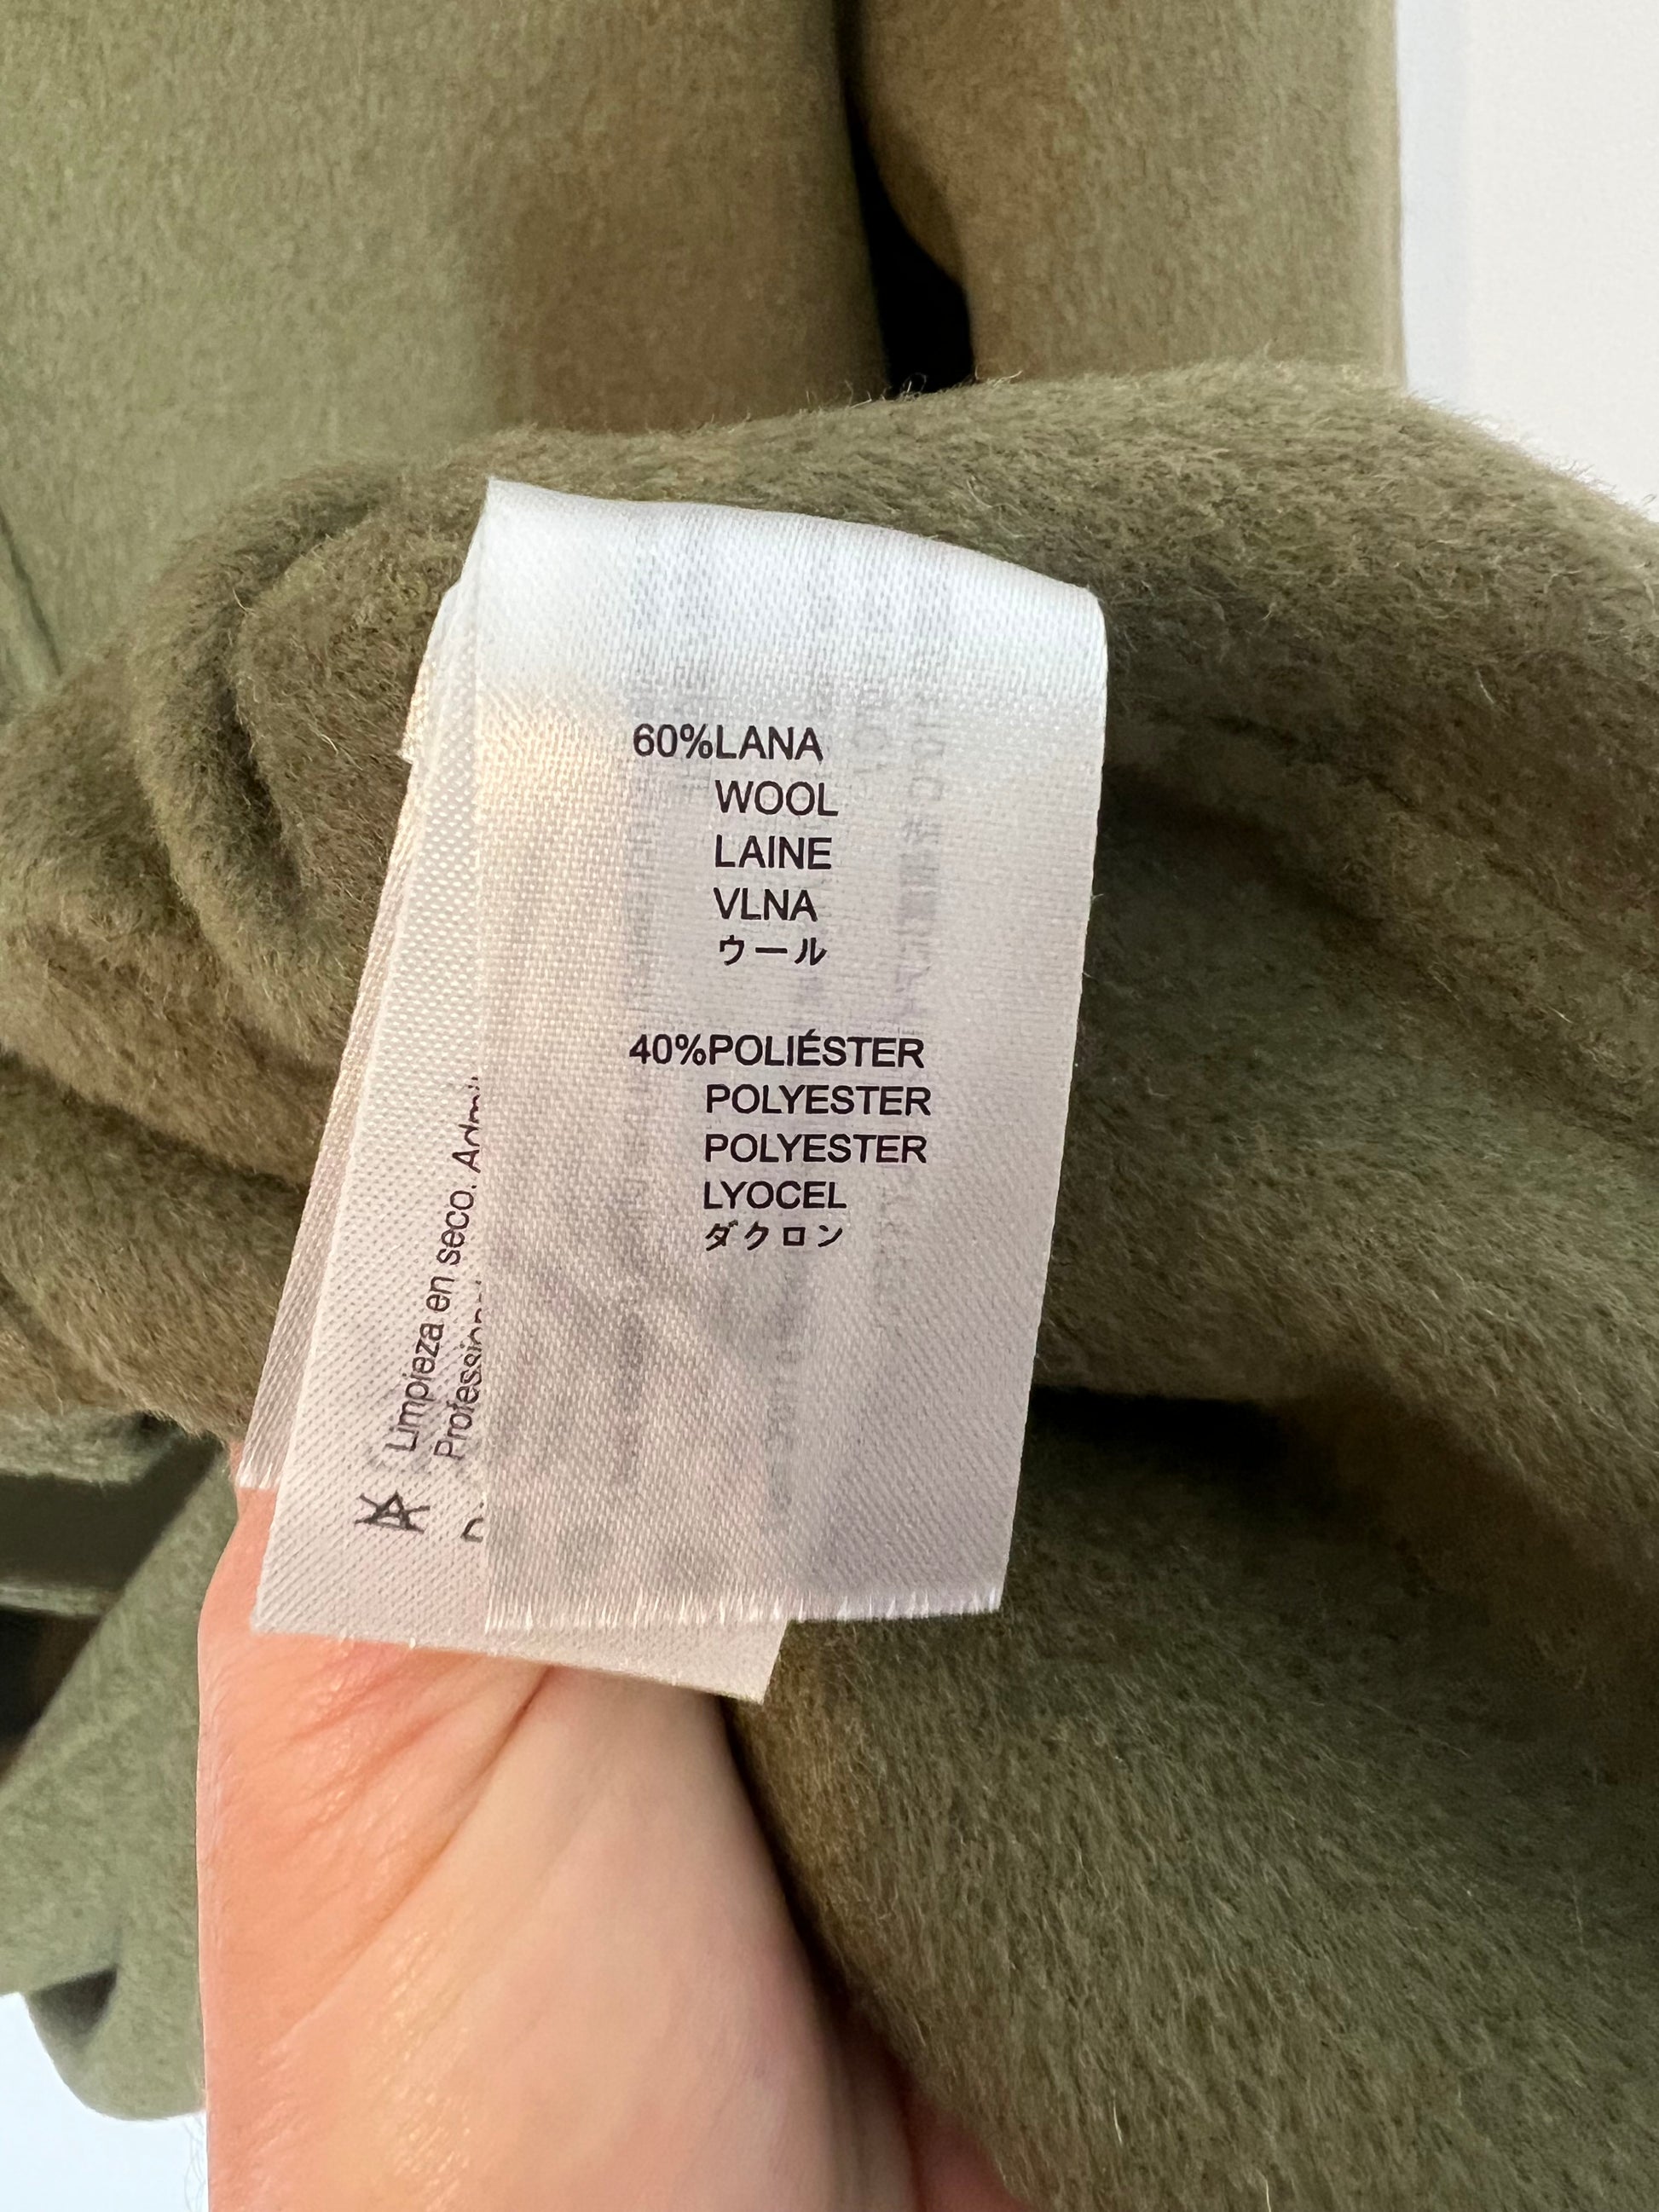 60%LANA
WOOL
LAINE
VLNA
ウール
40%POLIÉSTER
POLYESTER
POLYESTER
LYOCEL
ダクロン
Limpieza en seco.